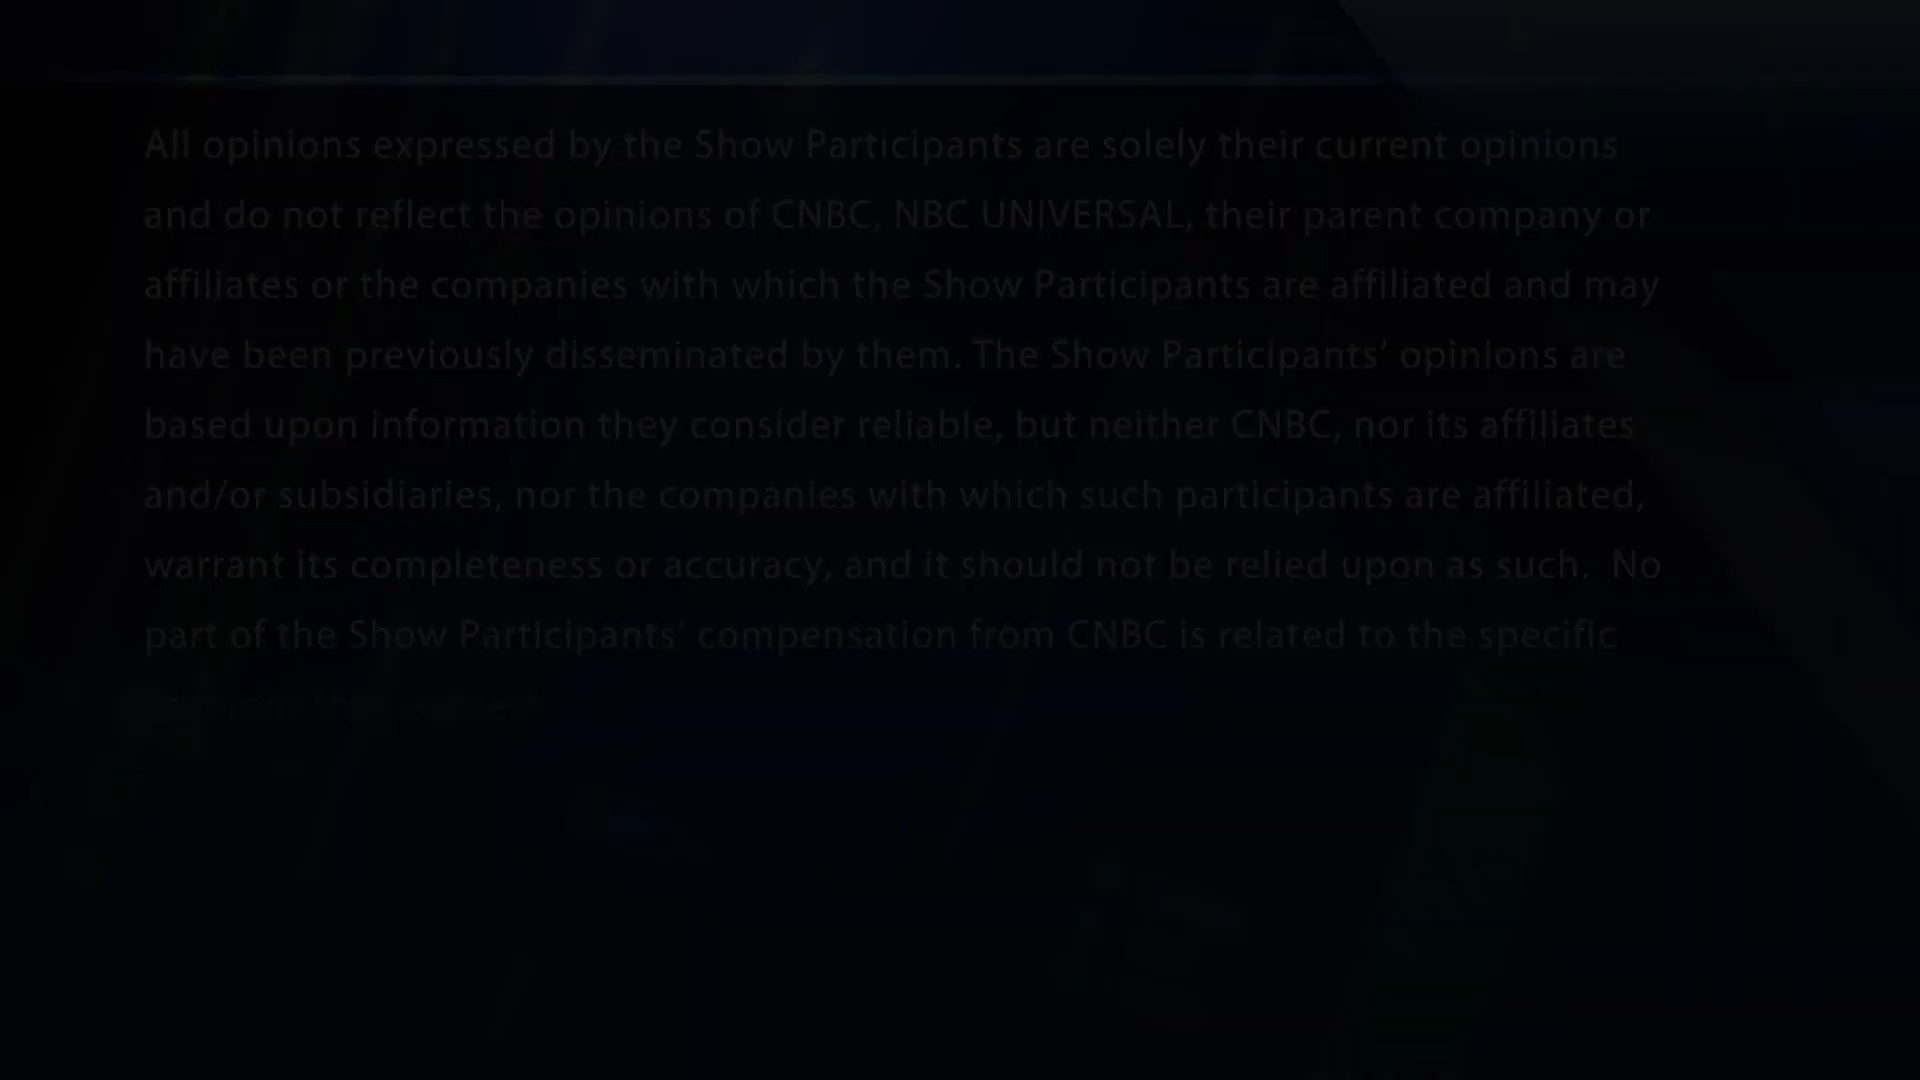 All opinions expressed by the Show Participants are solely their current opinions
and do not reflect the opinions of CNBC, NBC UNIVERSAL, their parent company or
affiliates or the companies with which the Show Participants are affiliated and may
have been previously disseminated by them. The Show Participants’ opinions are
based upon information they consider reliable, but neither CNBC, nor its affiliates
and/or subsidiaries, nor the companies with which such participants are affiliated,
warrant its completeness or accuracy, and it should not be relied upon as such. No
part of the Show Participants’ compensation from CNBC is related to the specific